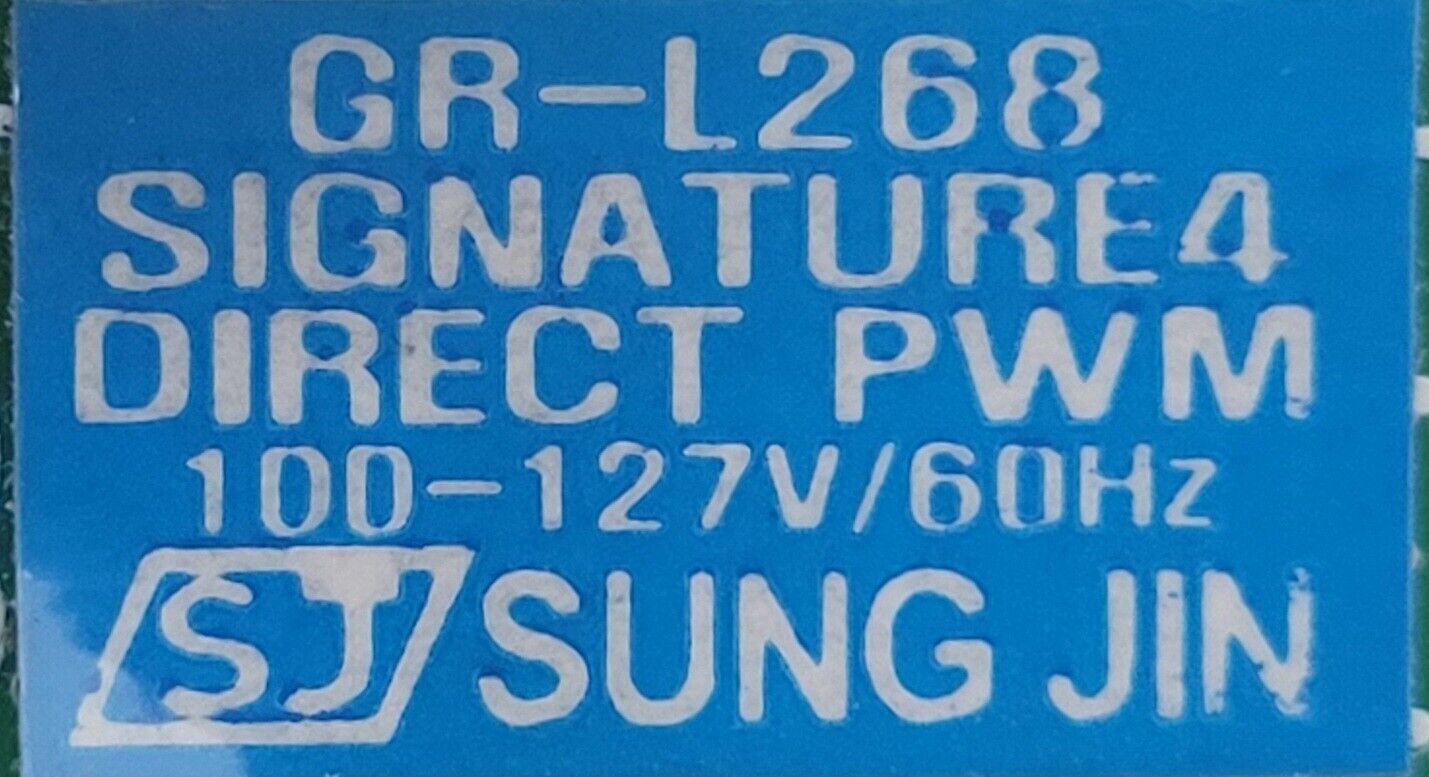 GR-L268
SIGNATURE4
DIRECT PWM
100-127V/60Hz
SJ SUNG JIN